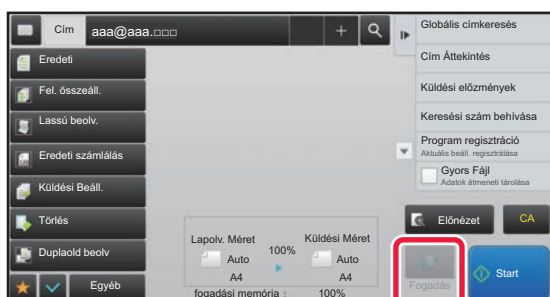 Cím aaa@aaa.□□□
Eredeti
Fel. összeáll.
Lassú beolv.
Eredeti számlálás
Küldési Beáll.
Törlés
Duplaold beolv
Egyéb
Lapolv. Méret
Auto
A4
100%
Küldési Méret
Auto
A4
fogadási memória : 100%
Globális címkeresés
Cím Áttekintés
Küldési előzmények
Keresési szám behívása
Program regisztráció
Aktuális beáll. regisztrálása
Gyors Fájl
Adatok átmeneti tárolása
Előnézet
CA
Fogadás
Start